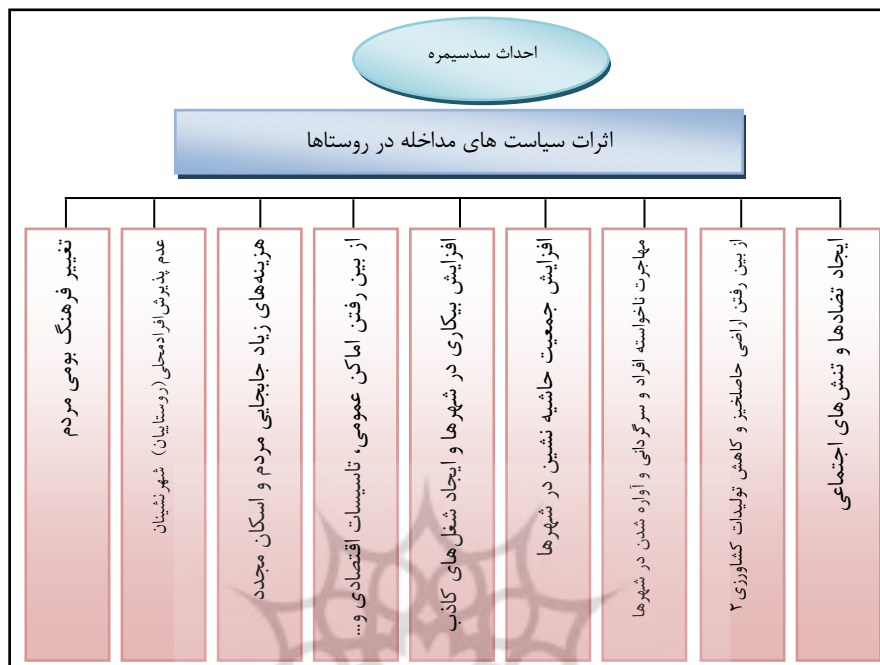 احداث سدسیمره
اثرات سیاست های مداخله در روستاها
ایجاد تضادها و تنش‌های اجتماعی
از بین رفتن اراضی حاصلخیز و کاهش تولیدات کشاورزی ۲
مهاجرت ناخواسته افراد و سرگردانی و آواره شدن در شهرها
افزایش جمعیت حاشیه نشین در شهرها
افزایش بیکاری در شهرها و ایجاد شغل‌های کاذب
از بین رفتن اماکن عمومی، تاسیسات اقتصادی و...
هزینه‌های زیاد جابجایی مردم و اسکان مجدد
عدم پذیرش‌افرادمحلی(روستاییان) شهرنشینان
تغییر فرهنگ بومی مردم